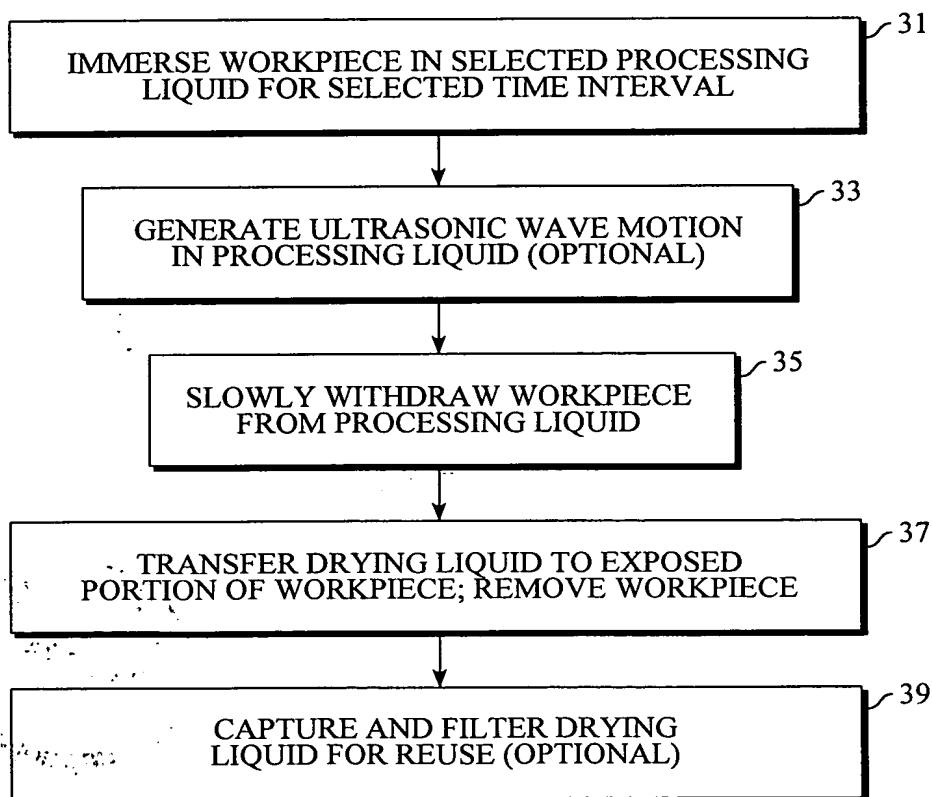 31
IMMERSE WORKPIECE IN SELECTED PROCESSING
LIQUID FOR SELECTED TIME INTERVAL
33
GENERATE ULTRASONIC WAVE MOTION
IN PROCESSING LIQUID (OPTIONAL)
35
SLOWLY WITHDRAW WORKPIECE
FROM PROCESSING LIQUID
37
TRANSFER DRYING LIQUID TO EXPOSED
PORTION OF WORKPIECE; REMOVE WORKPIECE
39
CAPTURE AND FILTER DRYING
LIQUID FOR REUSE (OPTIONAL)